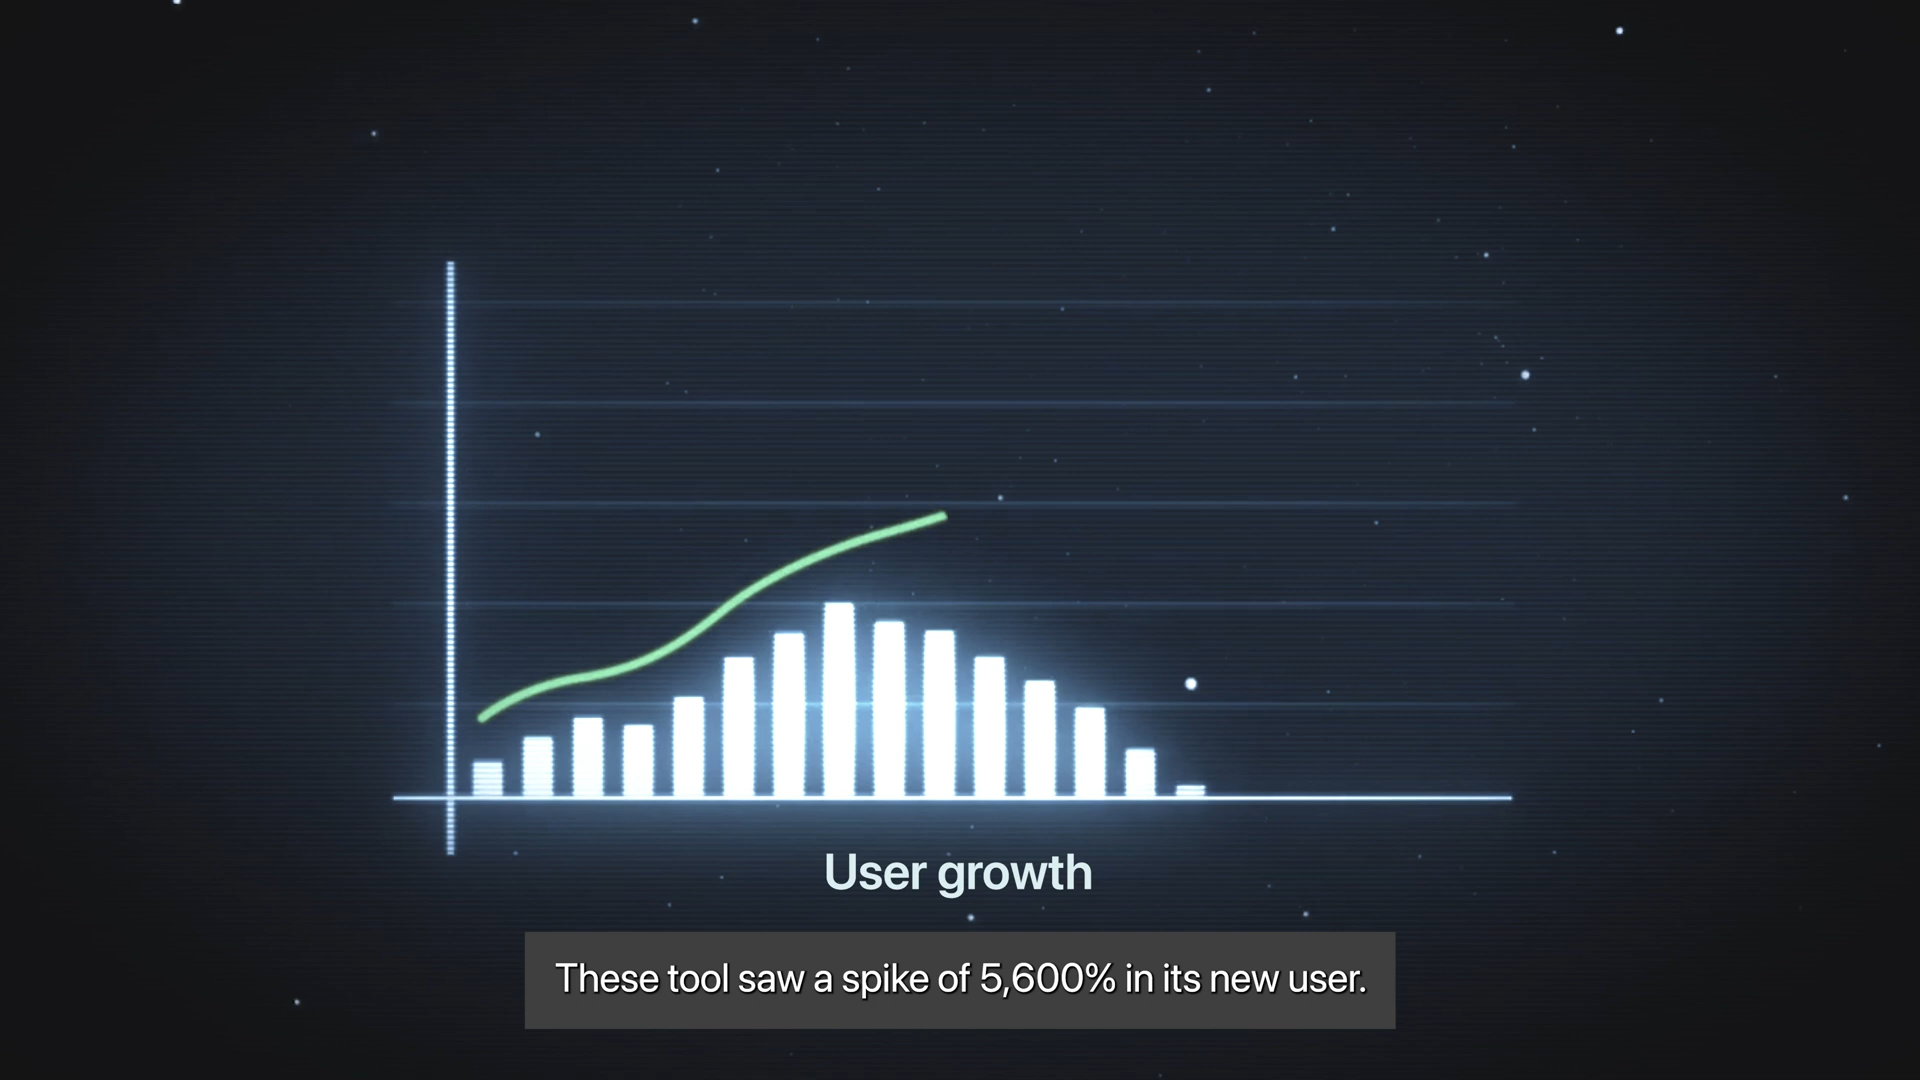 User growth
These tool saw a spike of 5,600% in its new user.